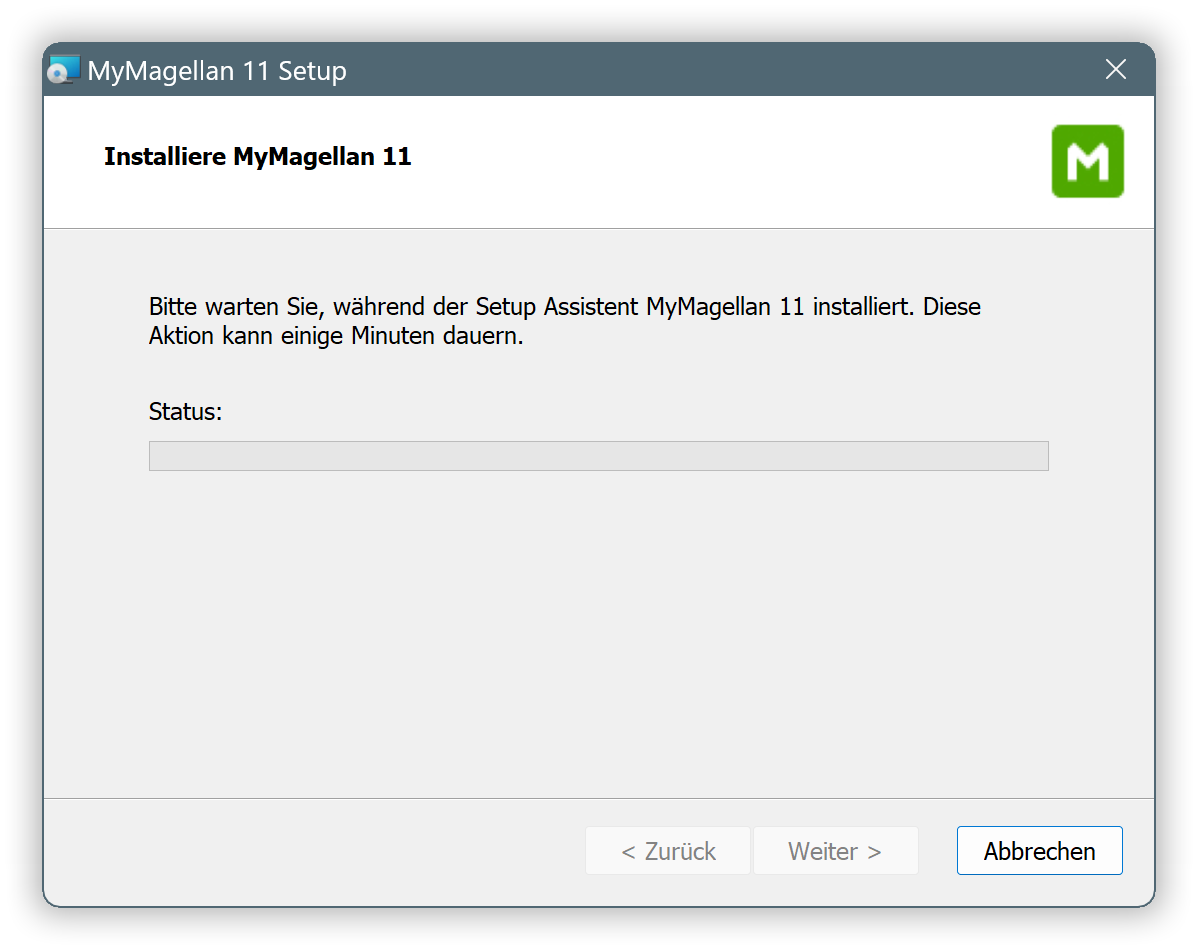 MyMagellan 11 Setup
Installiere MyMagellan 11
M
Bitte warten Sie, während der Setup Assistent MyMagellan 11 installiert. Diese
Aktion kann einige Minuten dauern.
Status:
< Zurück
Weiter >
Abbrechen